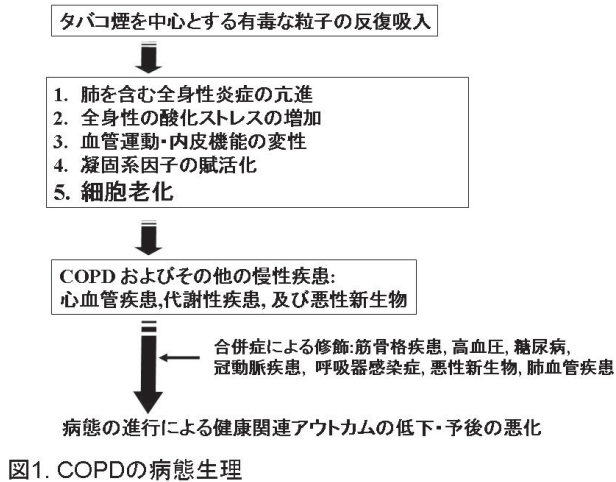 タバコ煙を中心とする有毒な粒子の反復吸入
1. 肺を含む全身性炎症の亢進
2. 全身性の酸化ストレスの増加
3. 血管運動・内皮機能の変性
4. 凝固系因子の賦活化
5. 細胞老化
COPD およびその他の慢性疾患:
心血管疾患,代謝性疾患, 及び悪性新生物
合併症による修飾:筋骨格疾患, 高血圧, 糖尿病,
冠動脈疾患, 呼吸器感染症, 悪性新生物, 肺血管疾患
病態の進行による健康関連アウトカムの低下・予後の悪化
図1. COPDの病態生理